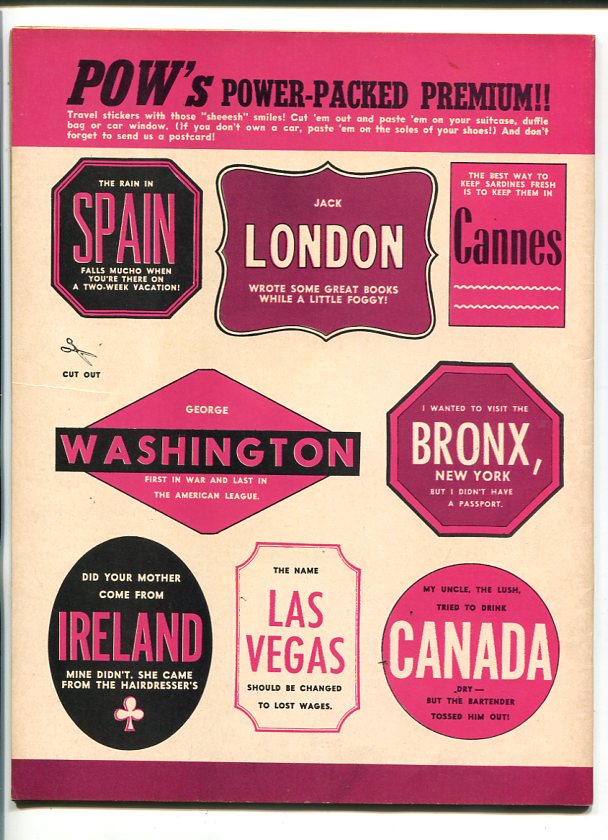 POW's POWER-PACKED PREMIUM!!
Travel stickers with those "sheeesh" smiles! Cut 'em out and paste 'em on your suitcase, duffle
bag or car window. (If you don't own a car, paste 'em on the soles of your shoes!) And don't
forget to send us a postcard!
THE RAIN IN
SPAIN
FALLS MUCHO WHEN
YOU'RE THERE ON
A TWO-WEEK VACATION!
JACK
LONDON
WROTE SOME GREAT BOOKS
WHILE A LITTLE FOGGY!
THE BEST WAY TO
KEEP SARDINES FRESH
IS TO KEEP THEM IN
Cannes
CUT OUT
GEORGE
WASHINGTON
FIRST IN WAR AND LAST IN
THE AMERICAN LEAGUE.
I WANTED TO VISIT THE
BRONX,
NEW YORK
BUT I DIDN'T HAVE
A PASSPORT.
DID YOUR MOTHER
COME FROM
IRELAND
MINE DIDN'T. SHE CAME
FROM THE HAIRDRESSER'S
THE NAME
LAS
VEGAS
SHOULD BE CHANGED
TO LOST WAGES.
MY UNCLE, THE LUSH,
TRIED TO DRINK
CANADA
DRY —
BUT THE BARTENDER
TOSSED HIM OUT!